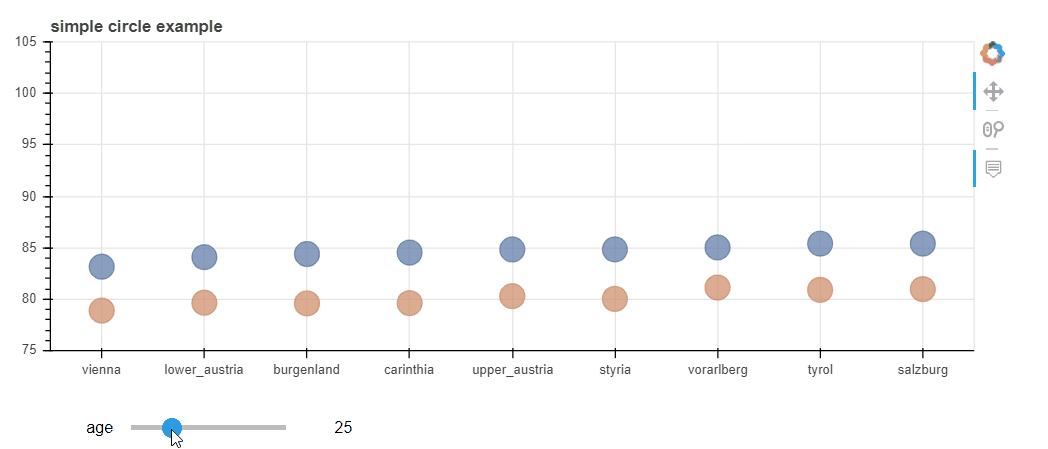 simple circle example
105
100
95
90
85
80
75
vienna lower_austria burgenland carinthia upper_austria styria vorarlberg tyrol salzburg
age 25